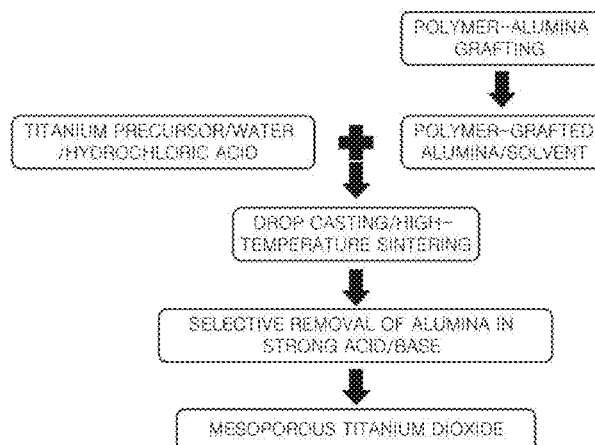 POLYMER-ALUMINA
GRAFTING
TITANIUM PRECURSOR/WATER
/HYDROCHLORIC ACID
POLYMER-GRAFTED
ALUMINA/SOLVENT
DROP CASTING/HIGH-
TEMPERATURE SINTERING
SELECTIVE REMOVAL OF ALUMINA IN
STRONG ACID/BASE
MESOPOROUS TITANIUM DIOXIDE